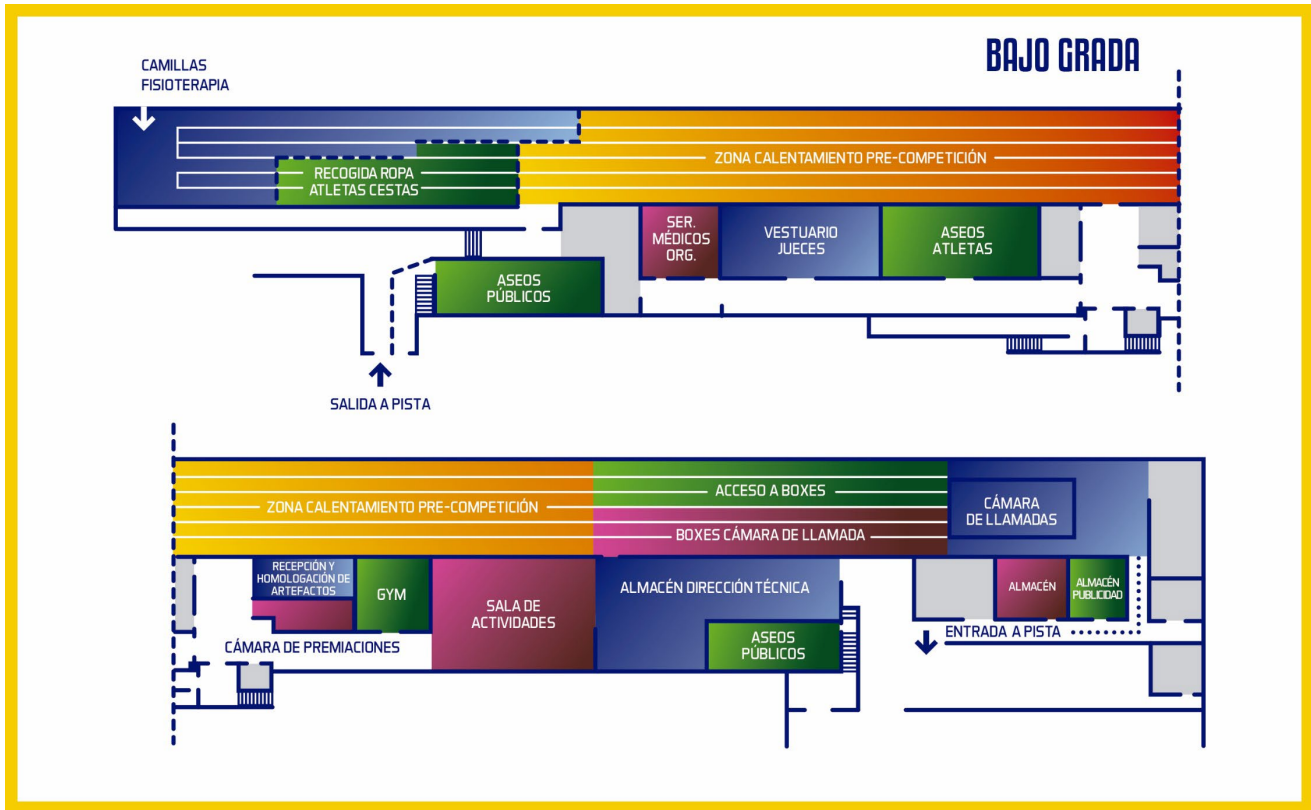 BAJO GRADA
CAMILLAS
FISIOTERAPIA
ZONA CALENTAMIENTO PRE-COMPETICIÓN
RECOGIDA ROPA
ATLETAS CESTAS
SER.
MÉDICOS
ORG.
VESTUARIO
JUECES
ASEOS
ATLETAS
ASEOS
PÚBLICOS
SALIDA A PISTA
ACCESO A BOXES
ZONA CALENTAMIENTO PRE-COMPETICIÓN
CÁMARA
DE LLAMADAS
BOXES CÁMARA DE LLAMADA
RECEPCIÓN Y
HOMOLOGACIÓN DE
ARTEFACTOS
GYM
SALA DE
ACTIVIDADES
ALMACÉN DIRECCIÓN TÉCNICA
ALMACÉN
ALMACÉN
PUBLICIDAD
CÁMARA DE PREMIACIONES
ASEOS
PÚBLICOS
ENTRADA A PISTA